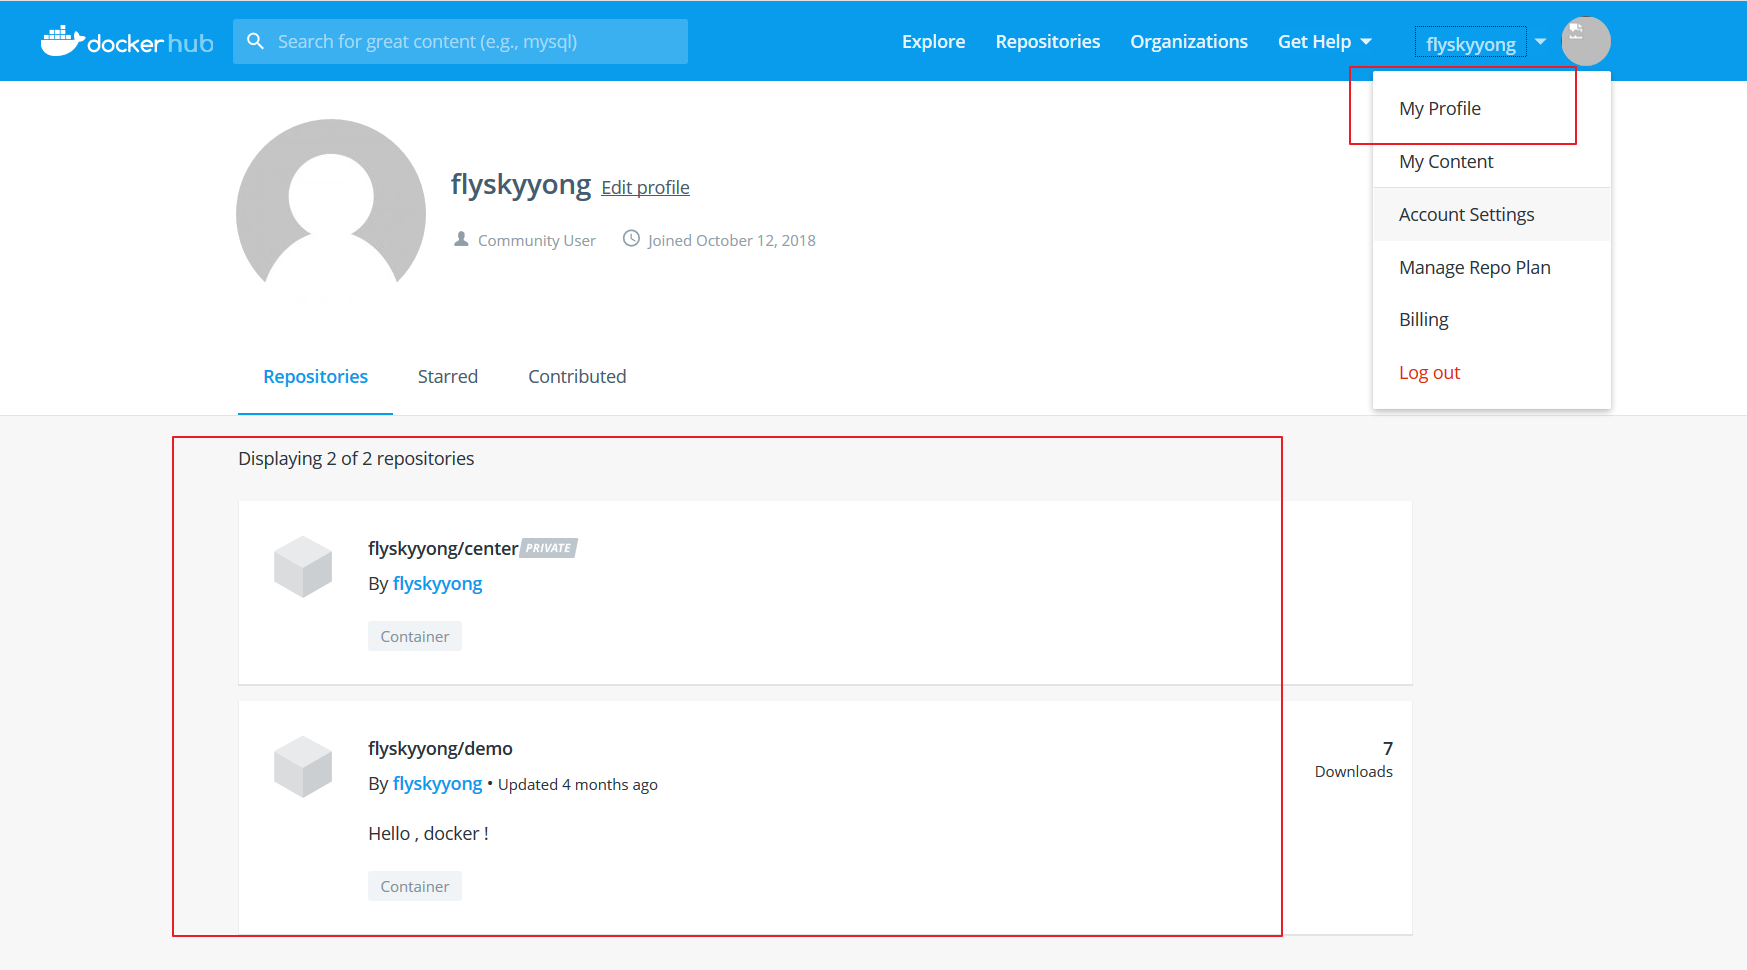 docker hub
Search for great content (e.g., mysql)
Explore
Repositories
Organizations
Get Help
flyskyyong
My Profile
My Content
Account Settings
Manage Repo Plan
Billing
Log out
flyskyyong Edit profile
Community User
Joined October 12, 2018
Repositories
Starred
Contributed
Displaying 2 of 2 repositories
flyskyyong/center PRIVATE
By flyskyyong
Container
flyskyyong/demo
By flyskyyong • Updated 4 months ago
Hello , docker !
Container
7
Downloads